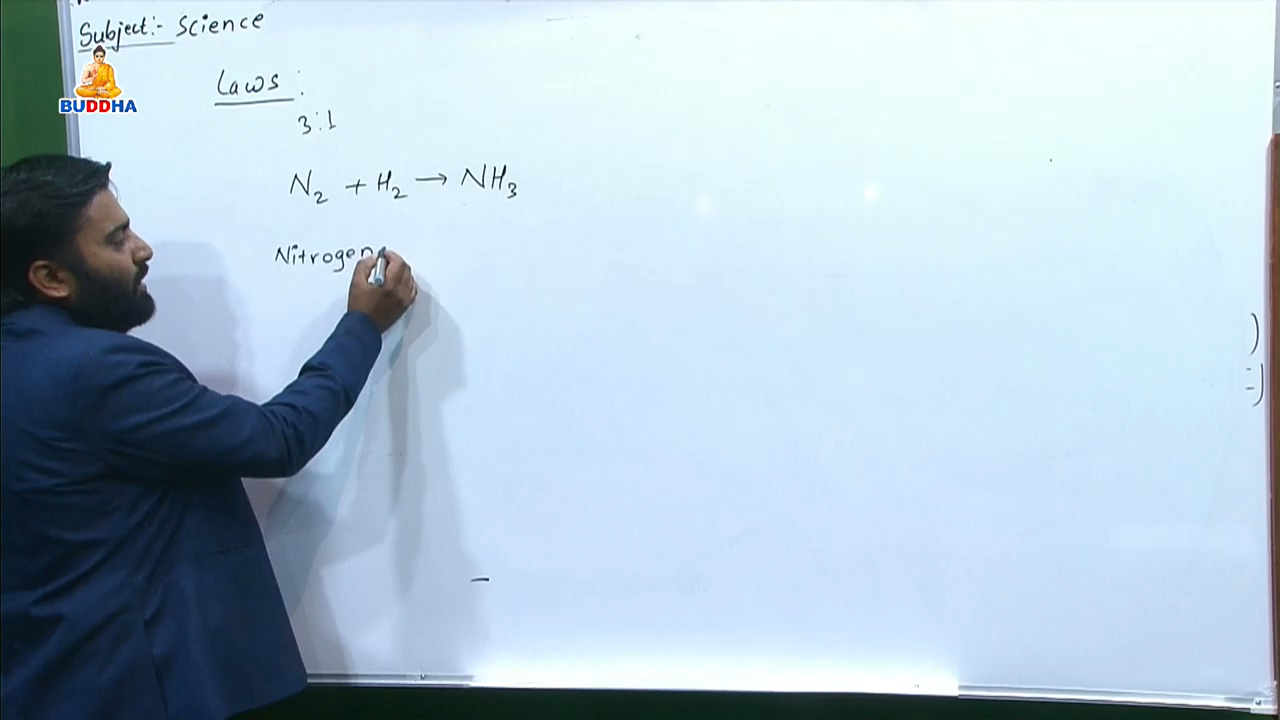 Subject:- Science
BUDDHA
Laws :
3:1
N₂ + H₂ → NH₃
Nitrogen